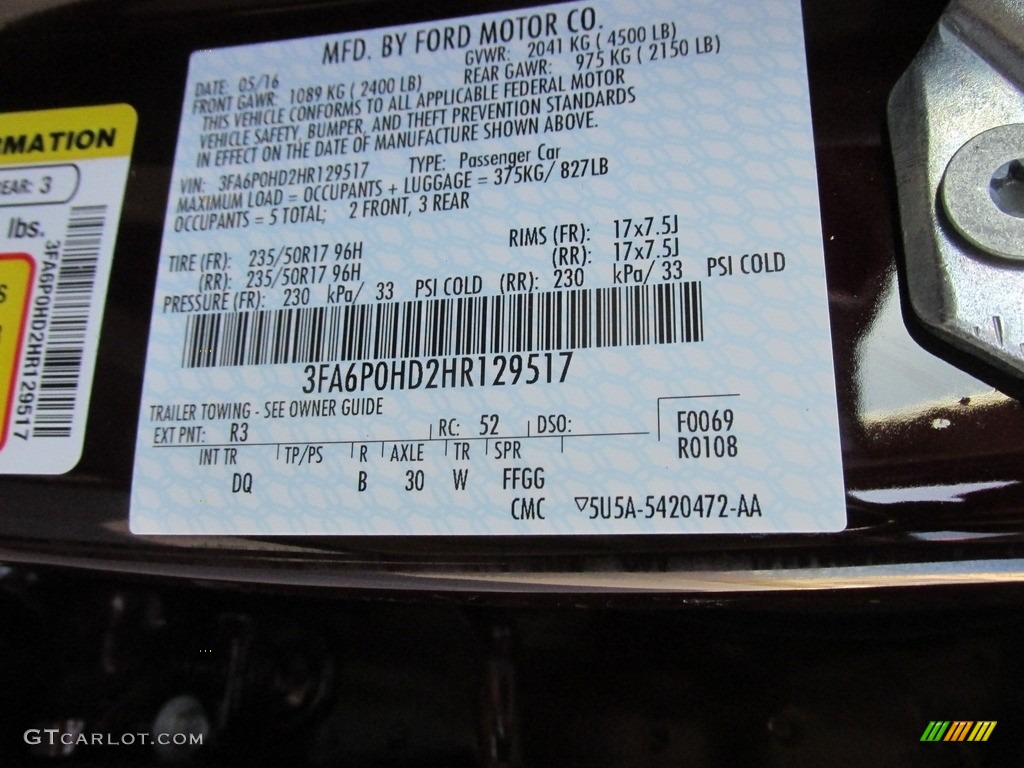 MFD. BY FORD MOTOR CO.
DATE: 05/16 GVWR: 2041 KG ( 4500 LB)
FRONT GAWR: 1089 KG ( 2400 LB) REAR GAWR: 975 KG ( 2150 LB)
THIS VEHICLE CONFORMS TO ALL APPLICABLE FEDERAL MOTOR
VEHICLE SAFETY, BUMPER, AND THEFT PREVENTION STANDARDS
IN EFFECT ON THE DATE OF MANUFACTURE SHOWN ABOVE.
VIN: 3FA6P0HD2HR129517 TYPE: Passenger Car
MAXIMUM LOAD = OCCUPANTS + LUGGAGE = 375KG/ 827LB
OCCUPANTS = 5 TOTAL; 2 FRONT, 3 REAR
TIRE (FR): 235/50R17 96H RIMS (FR): 17x7.5J
(RR): 235/50R17 96H (RR): 17x7.5J
PRESSURE (FR): 230 kPa/ 33 PSI COLD (RR): 230 kPa/ 33 PSI COLD
3FA6P0HD2HR129517
TRAILER TOWING - SEE OWNER GUIDE
EXT PNT: R3 RC: 52 DSO: F0069
INT TR TP/PS R AXLE TR SPR R0108
DQ B 30 W FFGG
CMC ▽5U5A-5420472-AA
RMATION
REAR: 3
lbs.
3FA6P0HD2HR129517
S
GTCARLOT.COM